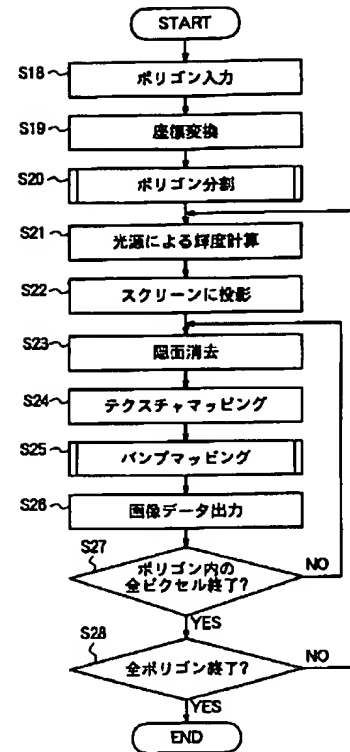 START
S18
ポリゴン入力
S19
座標変換
S20
ポリゴン分割
S21
光源による輝度計算
S22
スクリーンに投影
S23
隠面消去
S24
テクスチャマッピング
S25
バンプマッピング
S26
画像データ出力
S27
ポリゴン内の
全ピクセル終了?
NO
YES
S28
全ポリゴン終了?
NO
YES
END